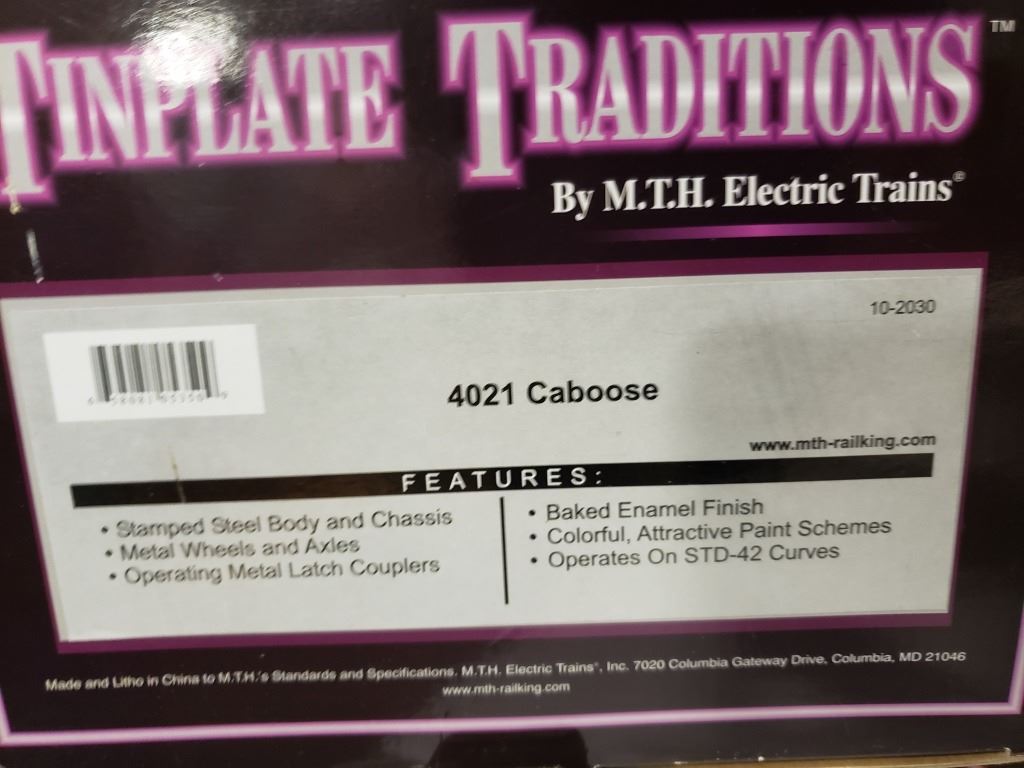 TINPLATE TRADITIONS™
By M.T.H. Electric Trains®
10-2030
4021 Caboose
www.mth-railking.com
FEATURES:
• Stamped Steel Body and Chassis
• Metal Wheels and Axles
• Operating Metal Latch Couplers
• Baked Enamel Finish
• Colorful, Attractive Paint Schemes
• Operates On STD-42 Curves
Made and Litho in China to M.T.H.'s Standards and Specifications. M.T.H. Electric Trains®, Inc. 7020 Columbia Gateway Drive, Columbia, MD 21046
www.mth-railking.com